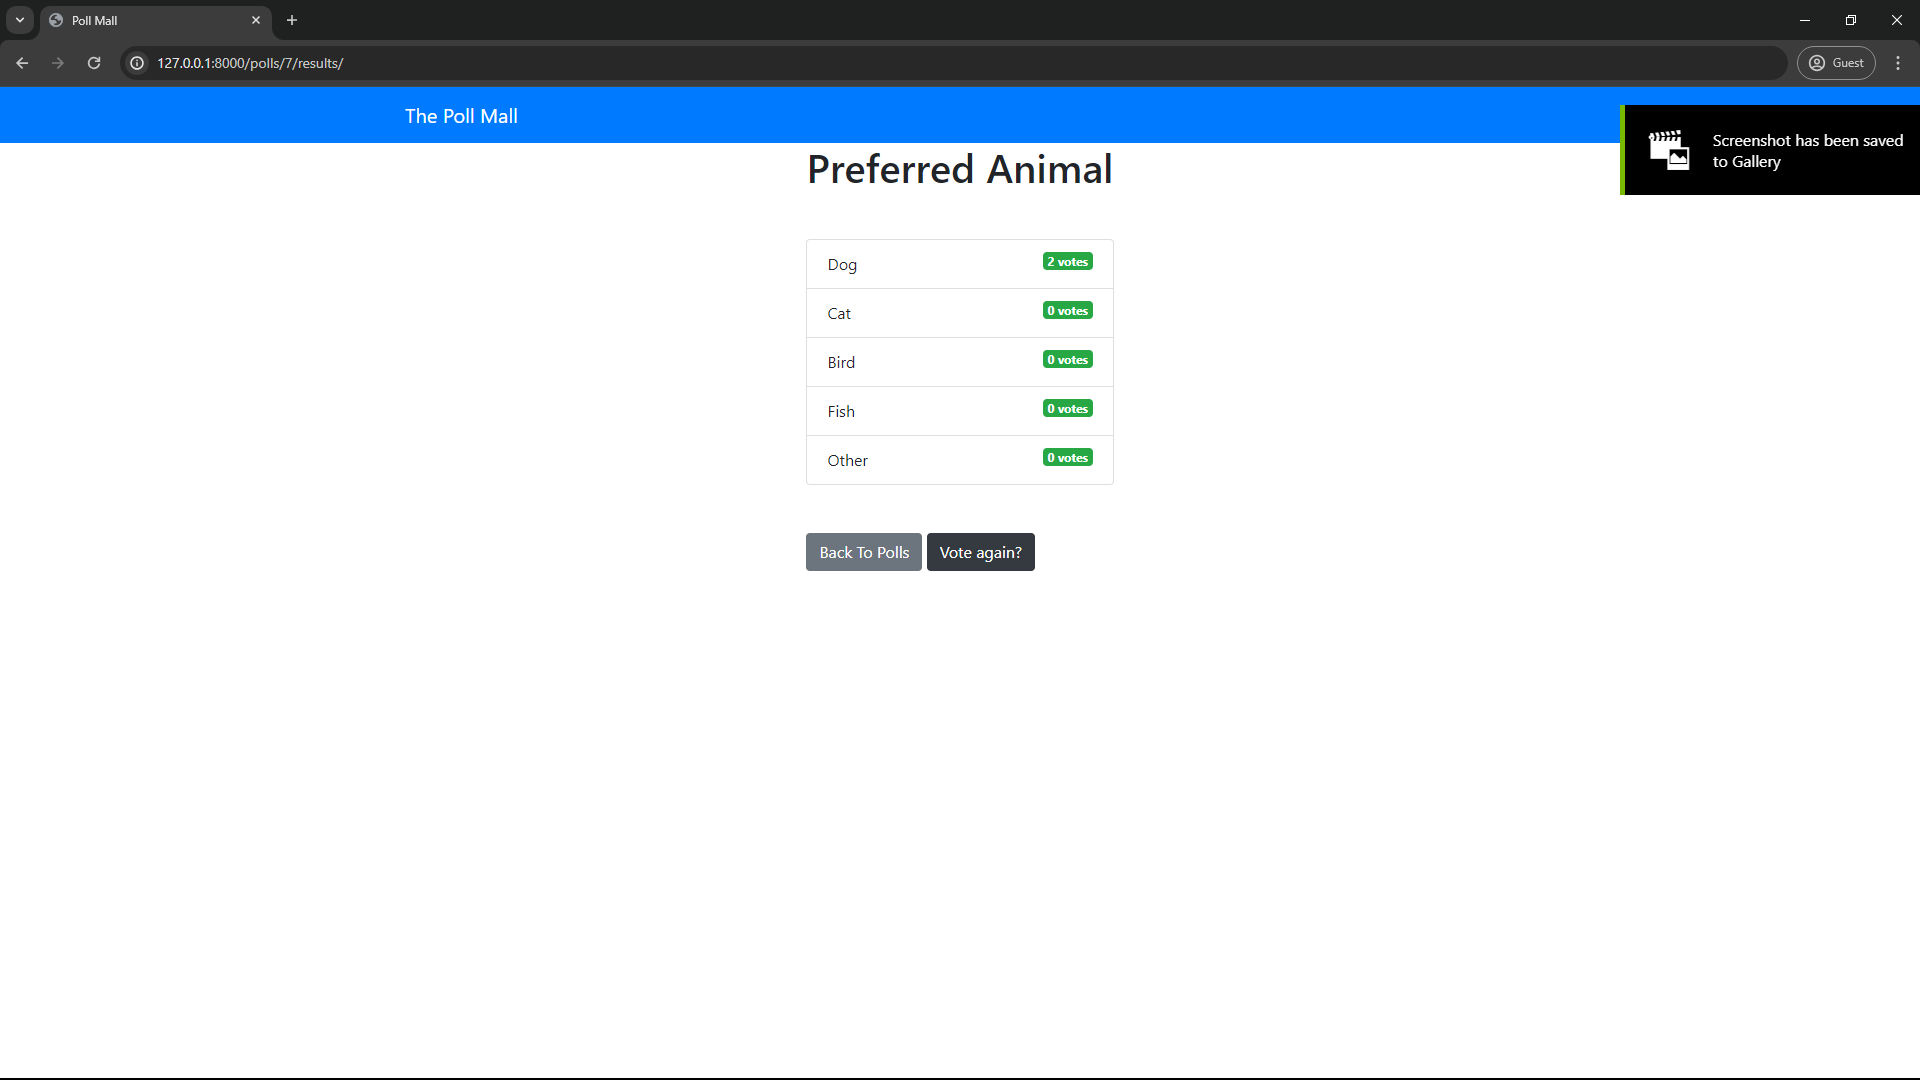 Poll Mall
127.0.0.1:8000/polls/7/results/
Guest
The Poll Mall
Screenshot has been saved
to Gallery
Preferred Animal
Dog 2 votes
Cat 0 votes
Bird 0 votes
Fish 0 votes
Other 0 votes
Back To Polls Vote again?